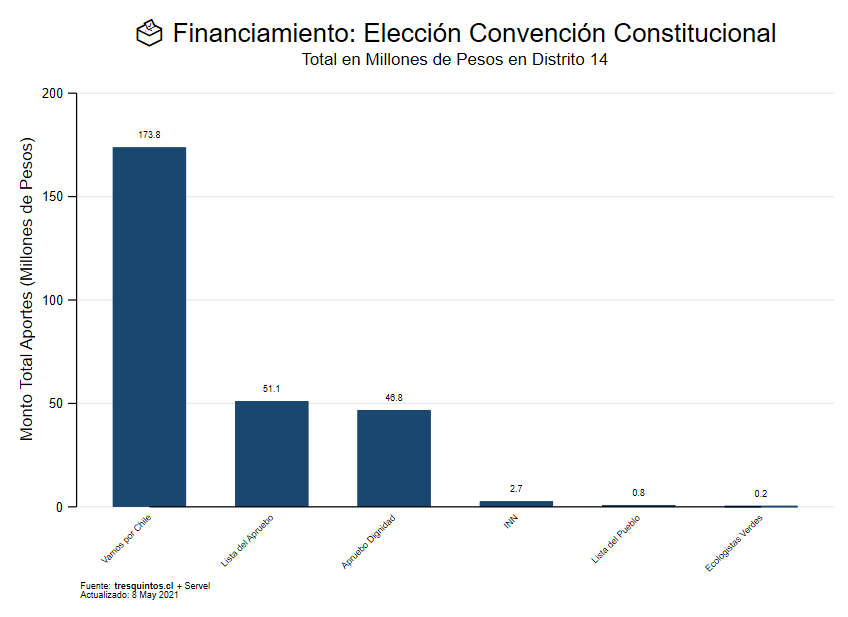 Financiamiento: Elección Convención Constitucional
Total en Millones de Pesos en Distrito 14
Monto Total Aportes (Millones de Pesos)
200
150
100
50
0
173.8
51.1
46.8
2.7
0.8
0.2
Vamos por Chile
Lista del Apruebo
Apruebo Dignidad
INN
Lista del Pueblo
Ecologistas Verdes
Fuente: tresquintos.cl + Servel
Actualizado: 8 May 2021